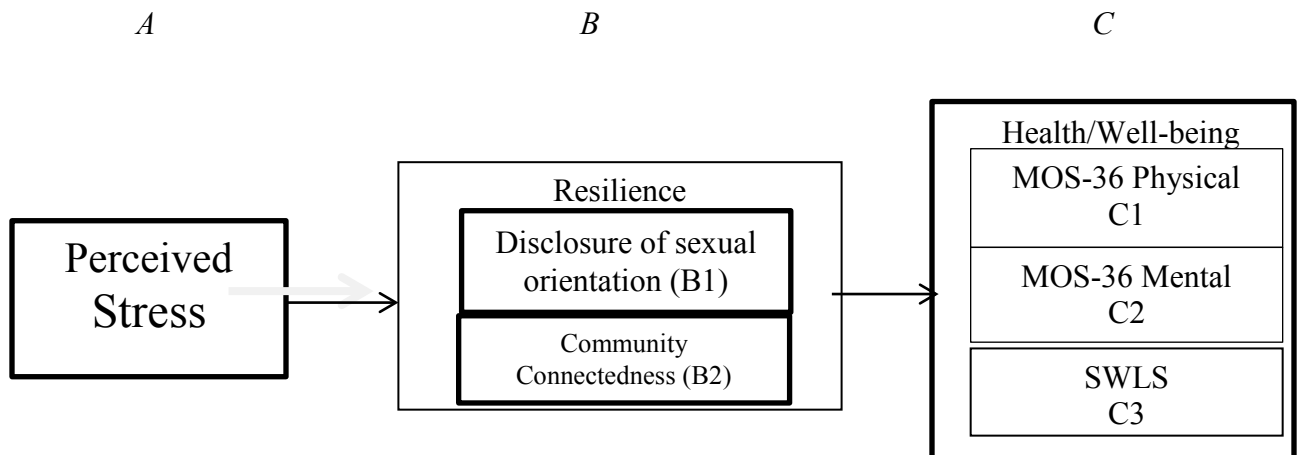 A
B
C
Perceived
Stress
Resilience
Disclosure of sexual
orientation (B1)
Community
Connectedness (B2)
Health/Well-being
MOS-36 Physical
C1
MOS-36 Mental
C2
SWLS
C3